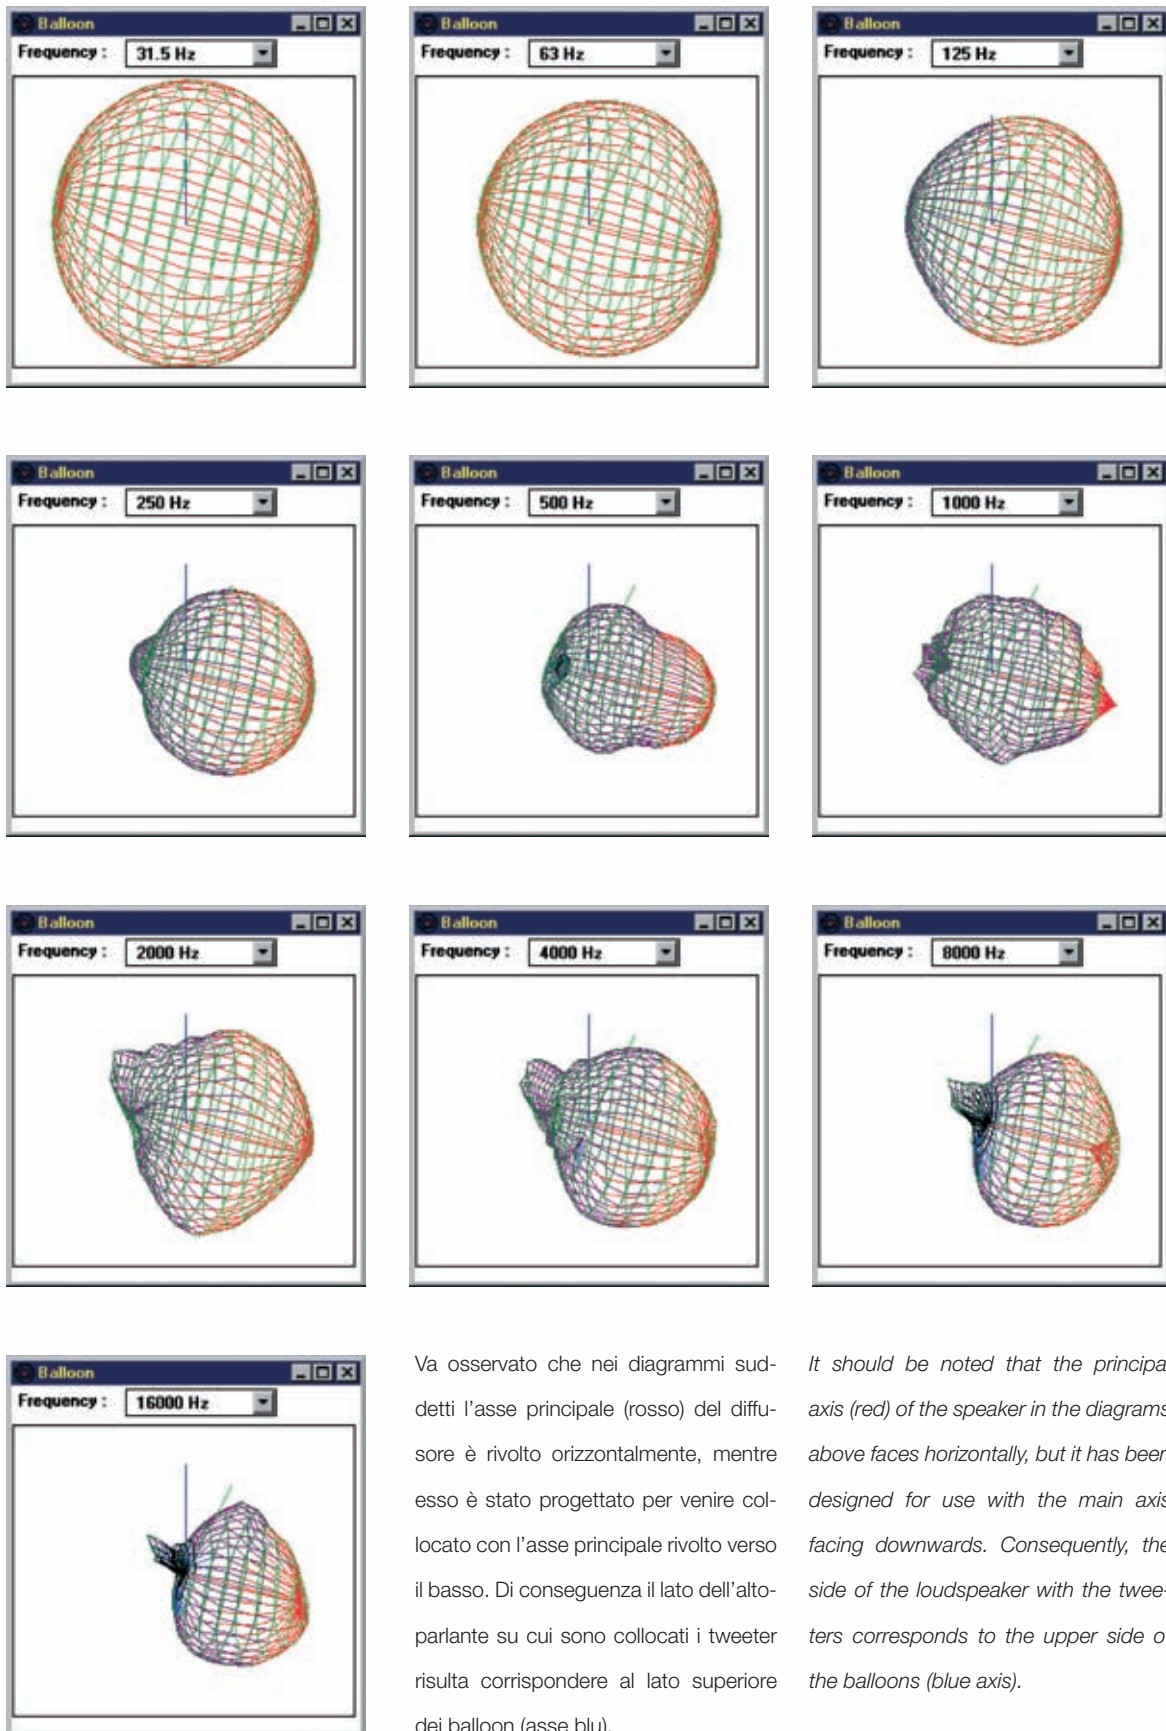 Balloon
Frequency : 31.5 Hz
Balloon
Frequency : 63 Hz
Balloon
Frequency : 125 Hz
Balloon
Frequency : 250 Hz
Balloon
Frequency : 500 Hz
Balloon
Frequency : 1000 Hz
Balloon
Frequency : 2000 Hz
Balloon
Frequency : 4000 Hz
Balloon
Frequency : 8000 Hz
Balloon
Frequency : 16000 Hz
Va osservato che nei diagrammi sud-
detti l'asse principale (rosso) del diffu-
sore è rivolto orizzontalmente, mentre
esso è stato progettato per venire col-
locato con l'asse principale rivolto verso
il basso. Di conseguenza il lato dell'alto-
parlante su cui sono collocati i tweeter
risulta corrispondere al lato superiore
dei balloon (asse blu).
It should be noted that the principa
axis (red) of the speaker in the diagrams
above faces horizontally, but it has been
designed for use with the main axis
facing downwards. Consequently, the
side of the loudspeaker with the twee-
ters corresponds to the upper side o
the balloons (blue axis).